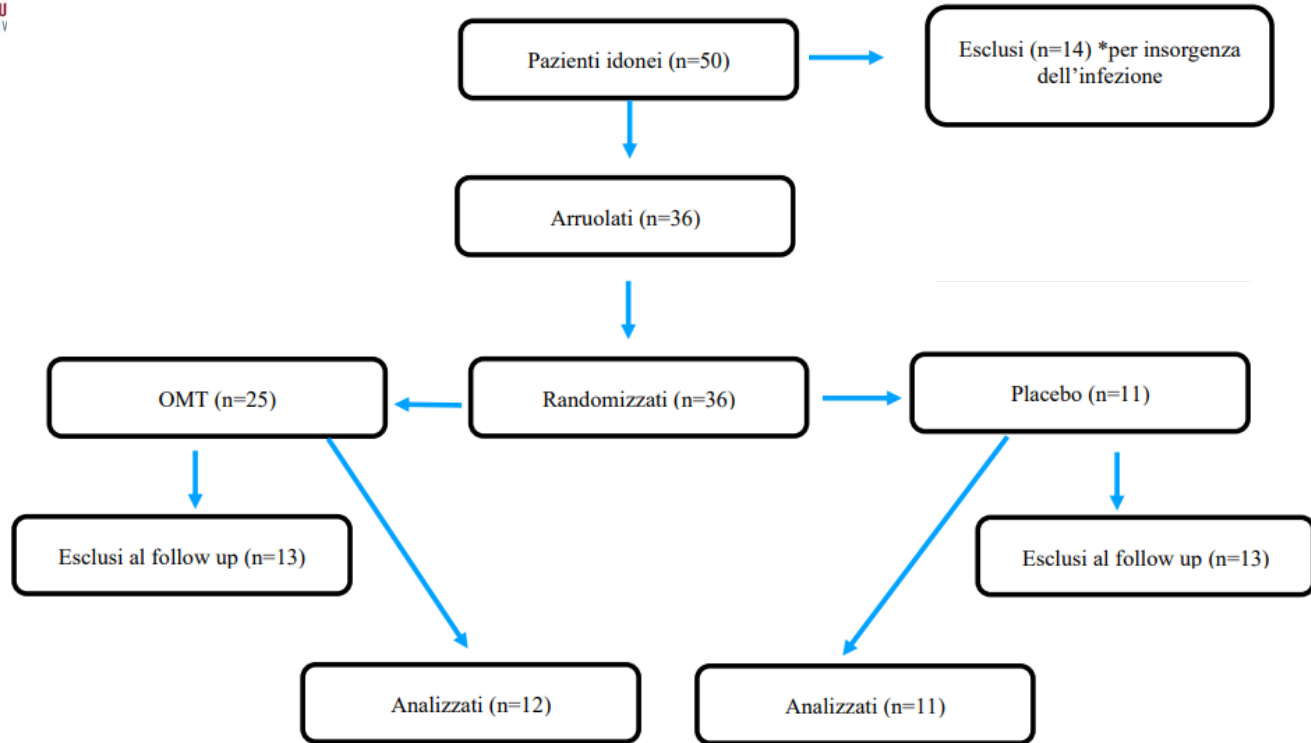 Pazienti idonei (n=50)
Esclusi (n=14) *per insorgenza
dell'infezione
Arruolati (n=36)
OMT (n=25)
Randomizzati (n=36)
Placebo (n=11)
Esclusi al follow up (n=13)
Esclusi al follow up (n=13)
Analizzati (n=12)
Analizzati (n=11)